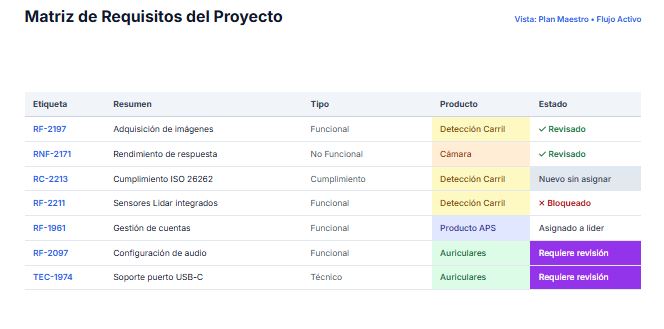 Matriz de Requisitos del Proyecto
Vista: Plan Maestro • Flujo Activo
Etiqueta Resumen Tipo Producto Estado
RF-2197 Adquisición de imágenes Funcional Detección Carril ✓ Revisado
RNF-2171 Rendimiento de respuesta No Funcional Cámara ✓ Revisado
RC-2213 Cumplimiento ISO 26262 Cumplimiento Detección Carril Nuevo sin asignar
RF-2211 Sensores Lidar integrados Funcional Detección Carril × Bloqueado
RF-1961 Gestión de cuentas Funcional Producto APS Asignado a líder
RF-2097 Configuración de audio Funcional Auriculares Requiere revisión
TEC-1974 Soporte puerto USB-C Técnico Auriculares Requiere revisión